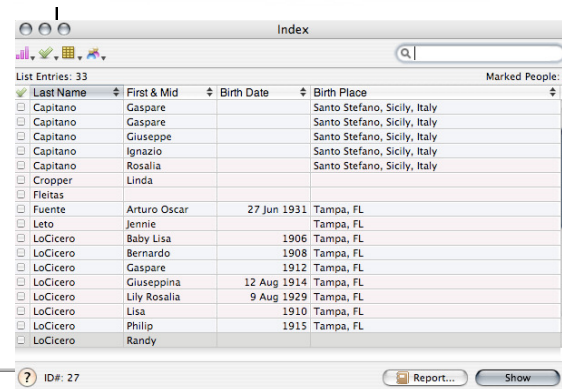 Index
List Entries: 33 Marked People:
Last Name First & Mid Birth Date Birth Place
Capitano Gaspare Santo Stefano, Sicily, Italy
Capitano Gaspare Santo Stefano, Sicily, Italy
Capitano Giuseppe Santo Stefano, Sicily, Italy
Capitano Ignazio Santo Stefano, Sicily, Italy
Capitano Rosalia Santo Stefano, Sicily, Italy
Cropper Linda
Fleitas
Fuente Arturo Oscar 27 Jun 1931 Tampa, FL
Leto Jennie Tampa, FL
LoCicero Baby Lisa 1906 Tampa, FL
LoCicero Bernardo 1908 Tampa, FL
LoCicero Gaspare 1912 Tampa, FL
LoCicero Giuseppina 12 Aug 1914 Tampa, FL
LoCicero Lily Rosalia 9 Aug 1929 Tampa, FL
LoCicero Lisa 1910 Tampa, FL
LoCicero Philip 1915 Tampa, FL
LoCicero Randy
? ID#: 27 Report... Show